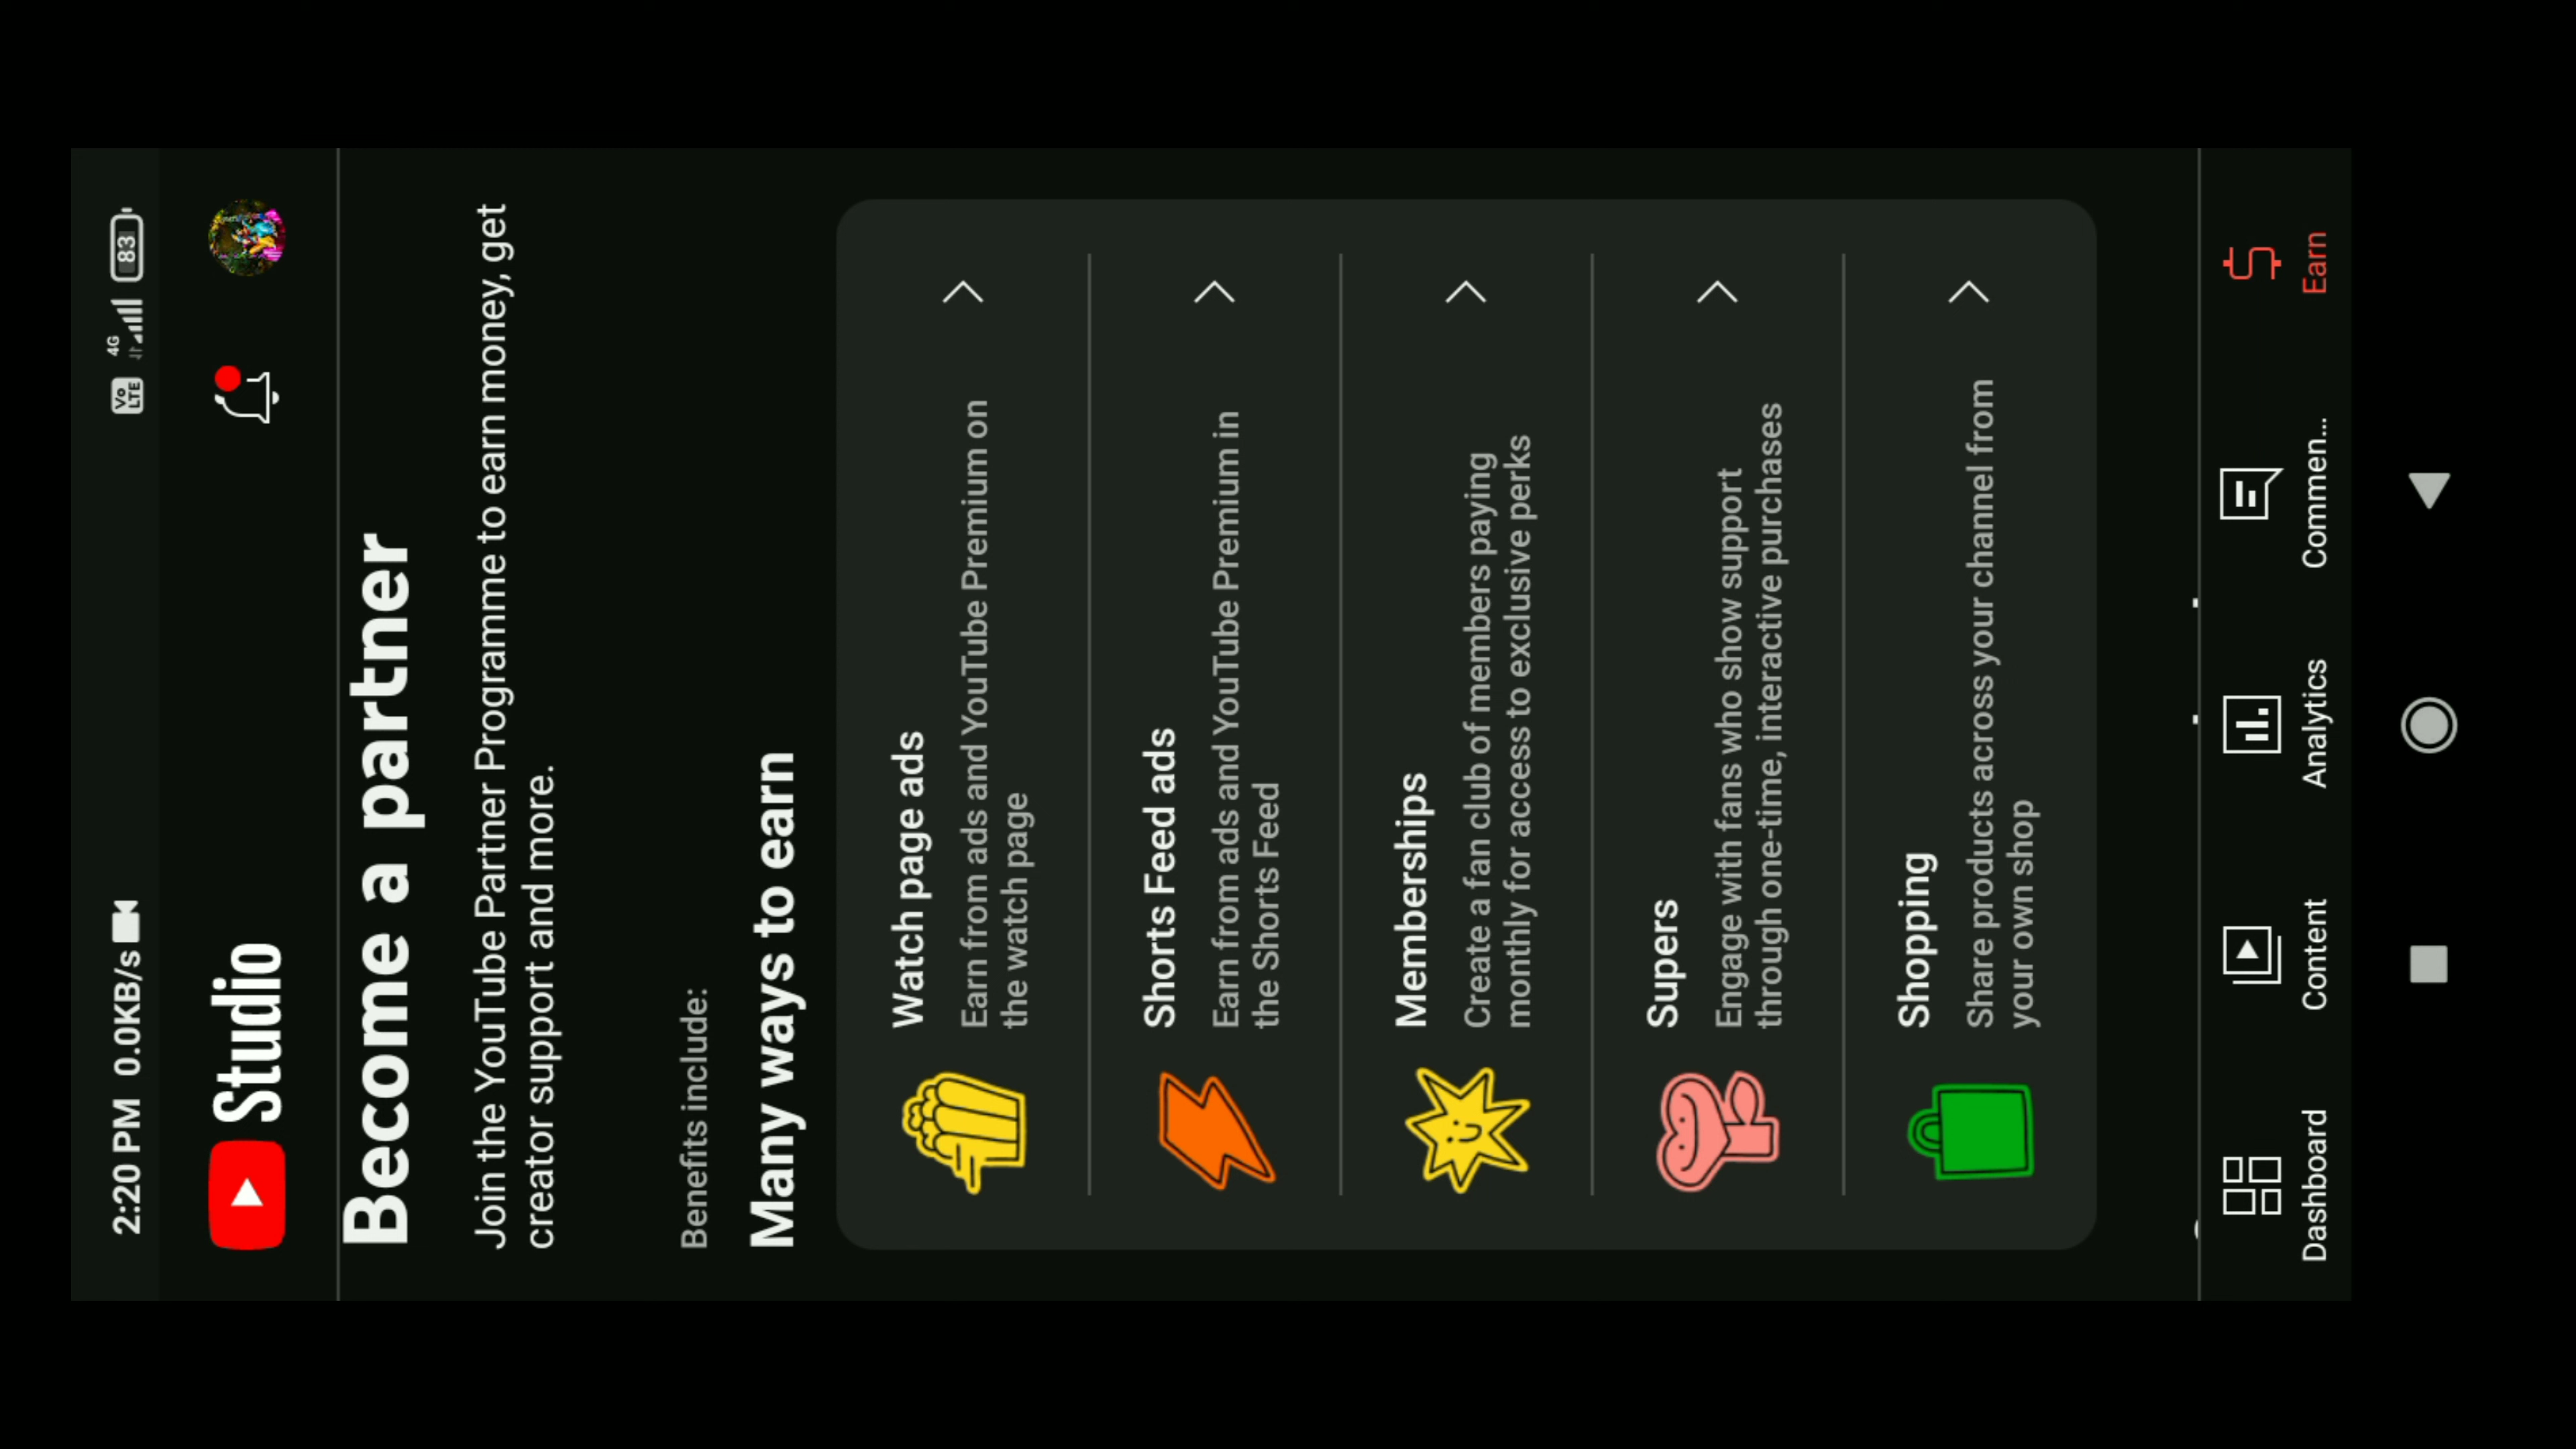 2:20 PM 0.0KB/s Vo LTE 4G 83
Studio
Become a partner
Join the YouTube Partner Programme to earn money, get
creator support and more.
Benefits include:
Many ways to earn
Watch page ads
Earn from ads and YouTube Premium on
the watch page
Shorts Feed ads
Earn from ads and YouTube Premium in
the Shorts Feed
Memberships
Create a fan club of members paying
monthly for access to exclusive perks
Supers
Engage with fans who show support
through one-time, interactive purchases
Shopping
Share products across your channel from
your own shop
Dashboard Content Analytics Commen... Earn